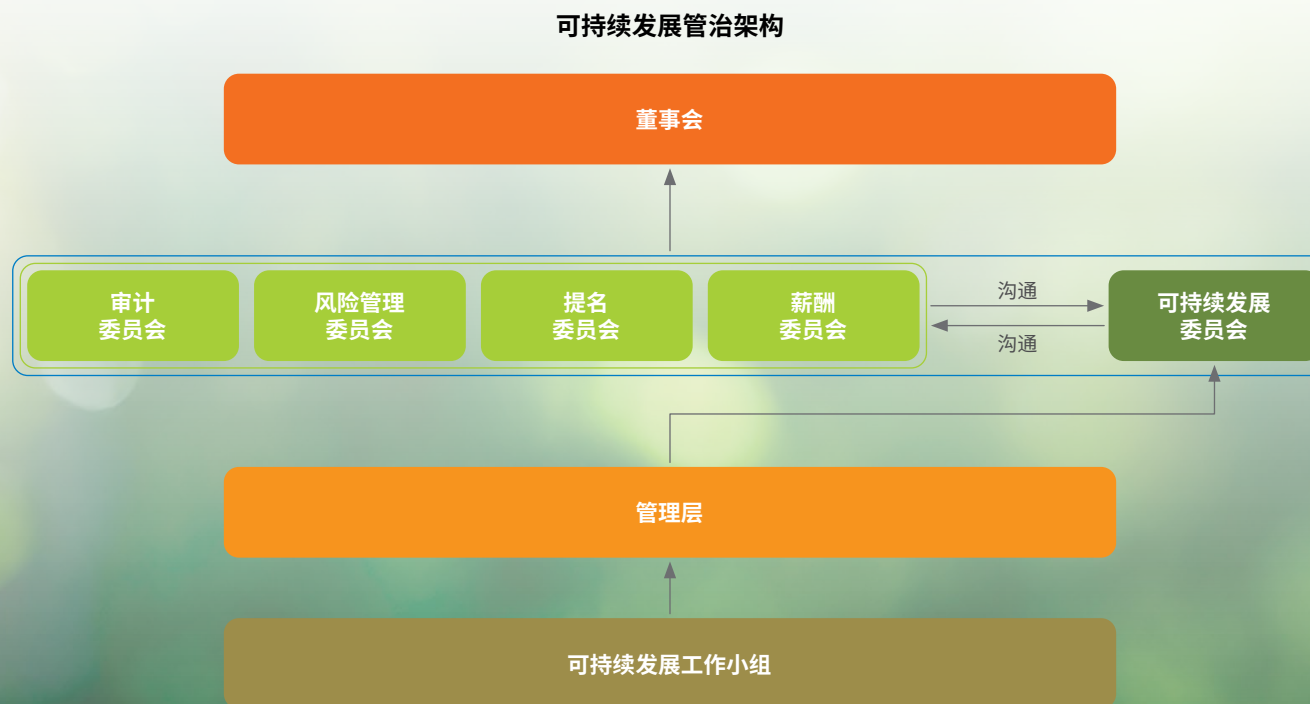 可持续发展管治架构
董事会
审计
委员会
风险管理
委员会
提名
委员会
薪酬
委员会
沟通
沟通
可持续发展
委员会
管理层
可持续发展工作小组